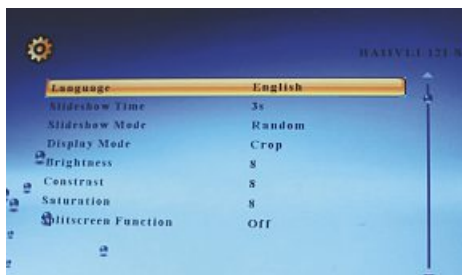 Language English
Slideshow Time 3s
Slideshow Mode Random
Display Mode Crop
Brightness 8
Constrast 8
Saturation 8
Splitscreen Function Off